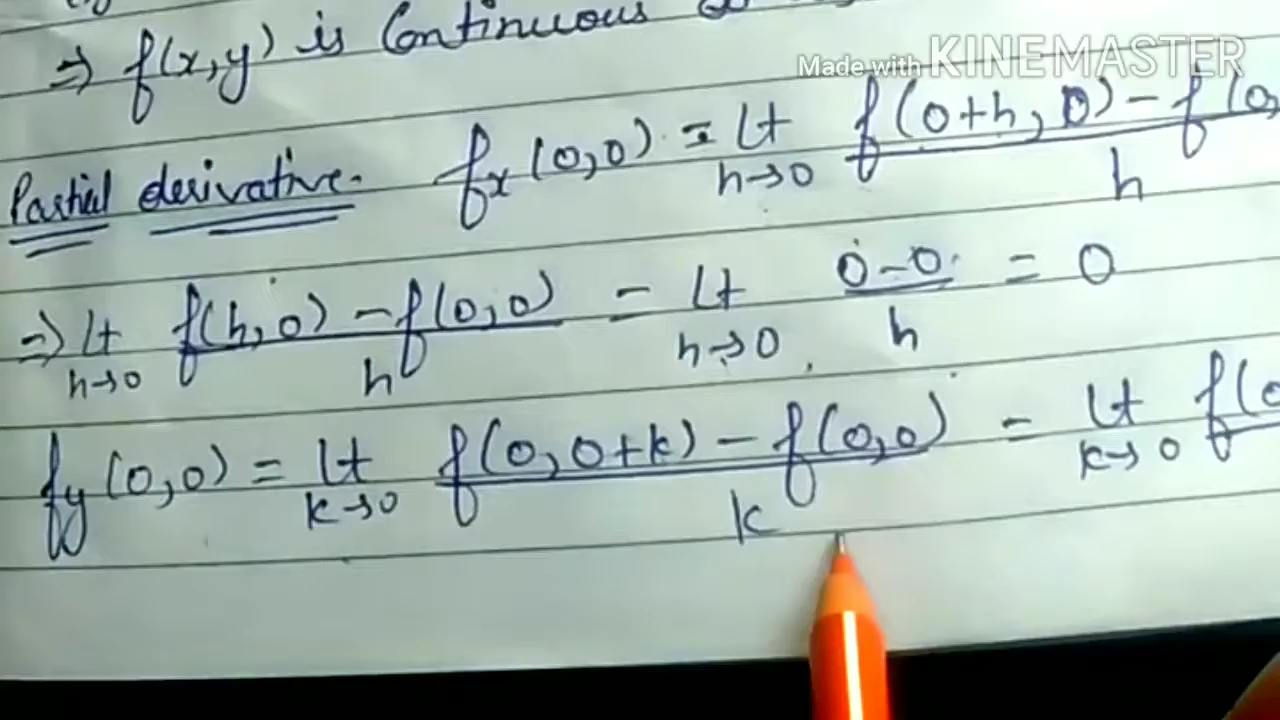 ⇒ f(x,y) is Continuous
Made with KINEMASTER
Partial derivative. fx(0,0) = lt h→0 f(0+h, 0) - f(0, / h
⇒ lt h→0 f(h,0) - f(0,0) / h = lt h→0 0-0 / h = 0
fy(0,0) = lt k→0 f(0,0+k) - f(0,0) / k = lt k→0 f(0